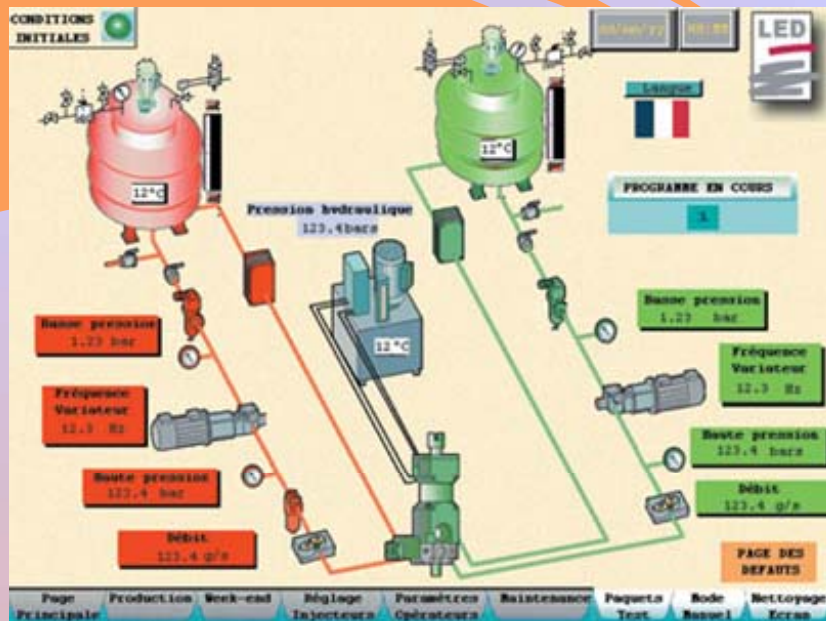 CONDITIONS
INITIALES
LED
Langue
12°C
12°C
PROGRAMME EN COURS
1
Pression hydraulique
123.4bars
12°C
Basse pression
1.23 bar
Basse pression
1.23 bar
Fréquence
Variateur
12.3 Hz
Fréquence
Variateur
12.3 Hz
Haute pression
123.4 bars
Haute pression
123.4 bar
Débit
123.4 g/s
Débit
123.4 g/s
PAGE DES
DEFAUTS
Page
Principale
Production
Week-end
Réglage
Injecteurs
Paramètres
Opérateurs
Maintenance
Paquets
Test
Mode
Manuel
Nettoyage
Ecran